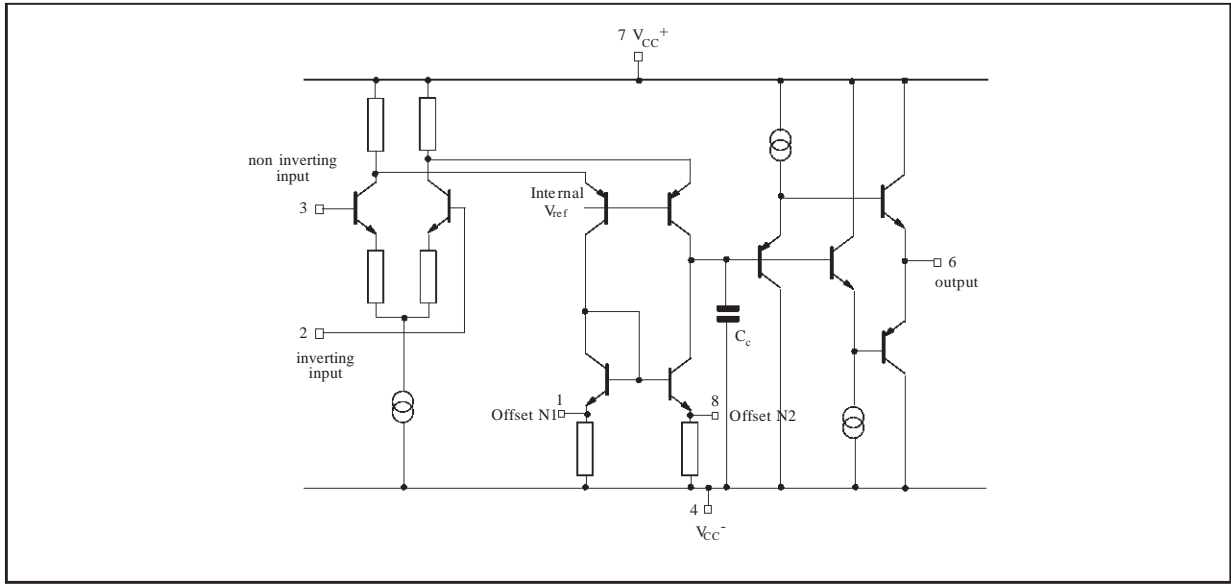 7 VCC+
non inverting
input
3
Internal
Vref
6
output
2
inverting
input
Cc
1
8
Offset N1
Offset N2
4
VCC-